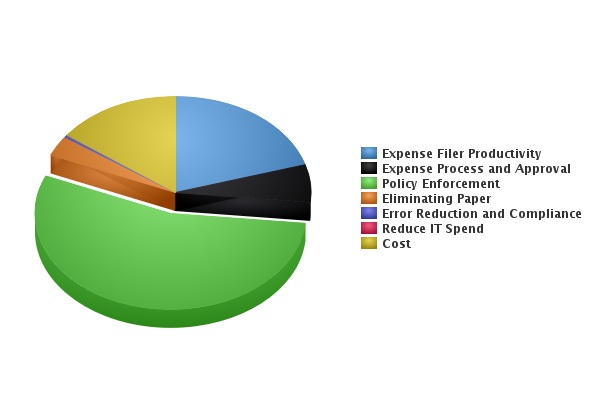 Expense Filer Productivity
Expense Process and Approval
Policy Enforcement
Eliminating Paper
Error Reduction and Compliance
Reduce IT Spend
Cost